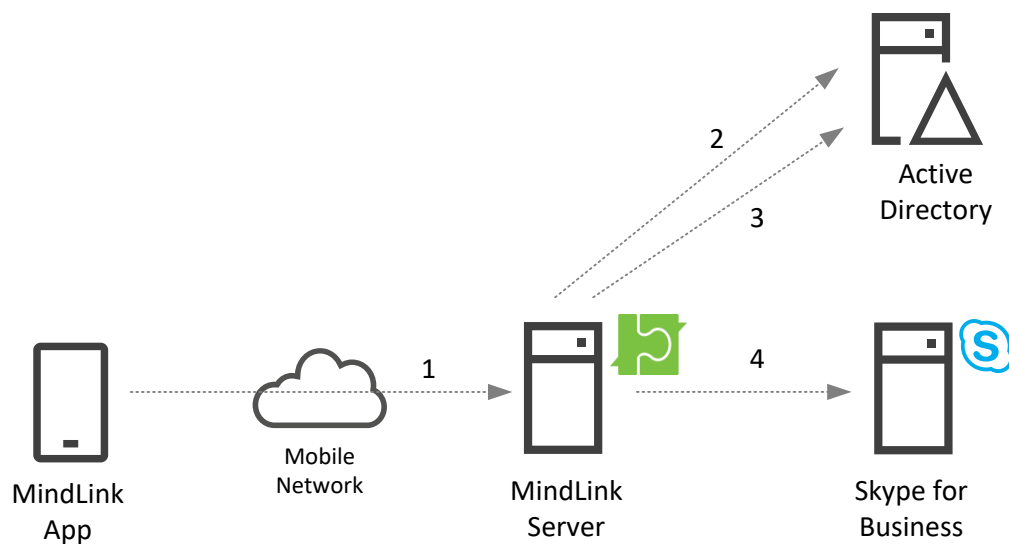 2
Active
Directory
3
1
4
S
Mobile
Network
MindLink
App
MindLink
Server
Skype for
Business